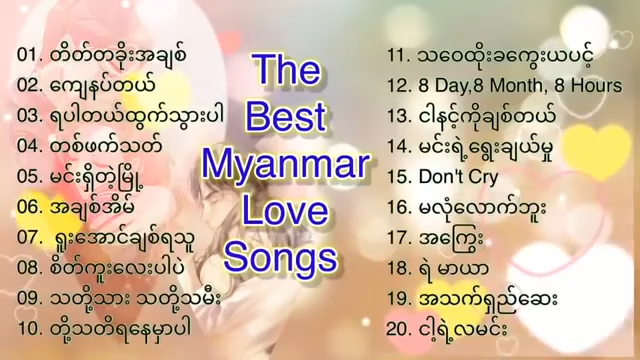 01. တိတ်တခိုးအချစ်
02. ကျေနပ်တယ်
03. ရပါတယ်ထွက်သွားပါ
04. တစ်ဖက်သတ်
05. မင်းရှိတဲ့မြို့
06. အချစ်အိမ်
07. ရူးအောင်ချစ်ရသူ
08. စိတ်ကူးလေးပါပဲ
09. သတို့သား သတို့သမီး
10. တို့သတိရနေမှာပါ
The
Best
Myanmar
Love
Songs
11. သဝေထိုးခကွေးယပင့်
12. 8 Day,8 Month, 8 Hours
13. ငါနင့်ကိုချစ်တယ်
14. မင်းရဲ့ရွေးချယ်မှု
15. Don't Cry
16. မလုံလောက်ဘူး
17. အကြွေး
18. ရဲ မာယာ
19. အသက်ရှည်ဆေး
20. ငါ့ရဲ့လမင်း